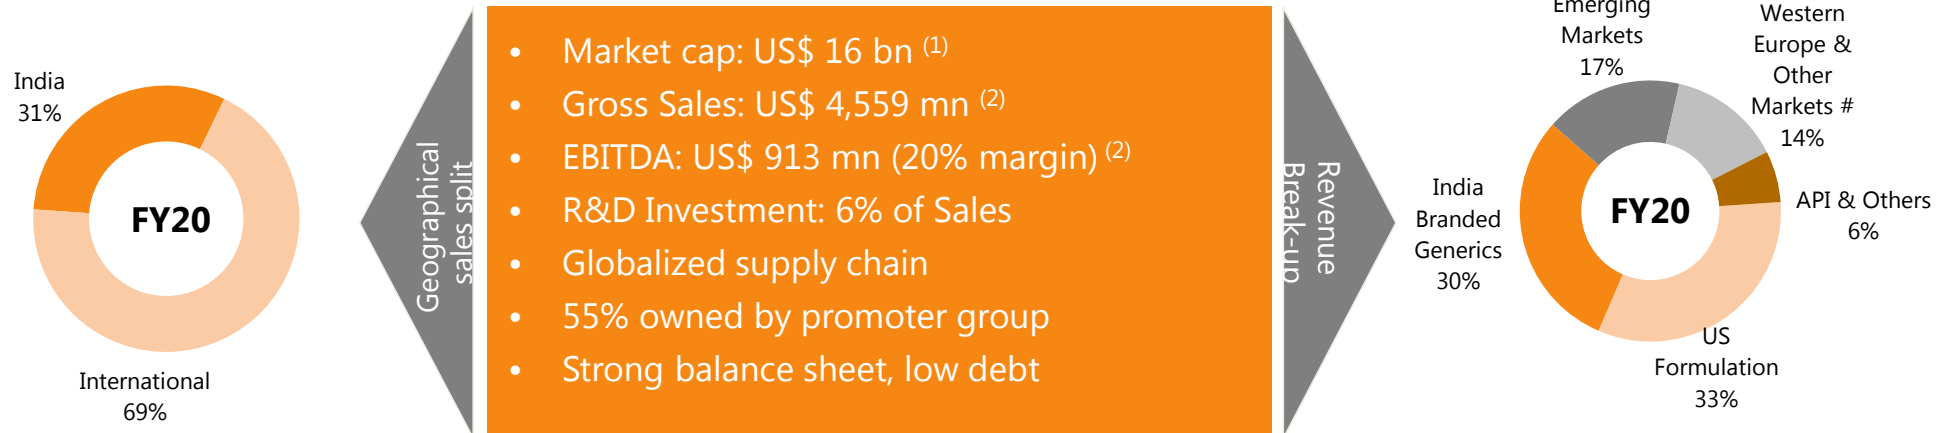 India
31%
FY20
International
69%
Geographical
sales split
• Market cap: US$ 16 bn (1)
• Gross Sales: US$ 4,559 mn (2)
• EBITDA: US$ 913 mn (20% margin) (2)
• R&D Investment: 6% of Sales
• Globalized supply chain
• 55% owned by promoter group
• Strong balance sheet, low debt
Revenue
Break-up
Emerging
Markets
17%
Western
Europe &
Other
Markets #
14%
API & Others
6%
India
Branded
Generics
30%
FY20
US
Formulation
33%